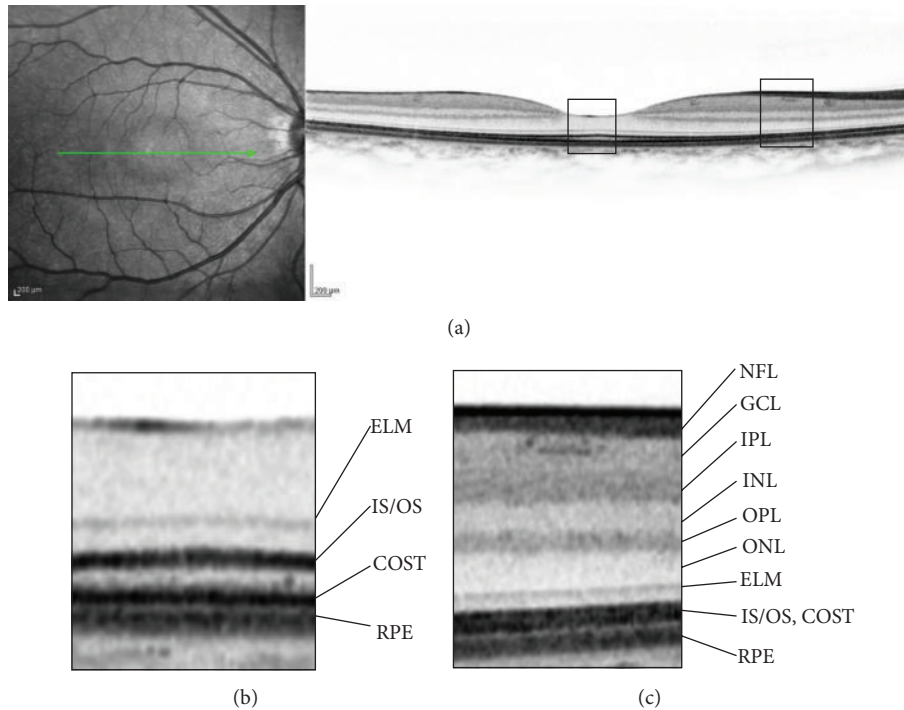 200 µm
200 µm
(a)
ELM
IS/OS
COST
RPE
(b)
NFL
GCL
IPL
INL
OPL
ONL
ELM
IS/OS, COST
RPE
(c)